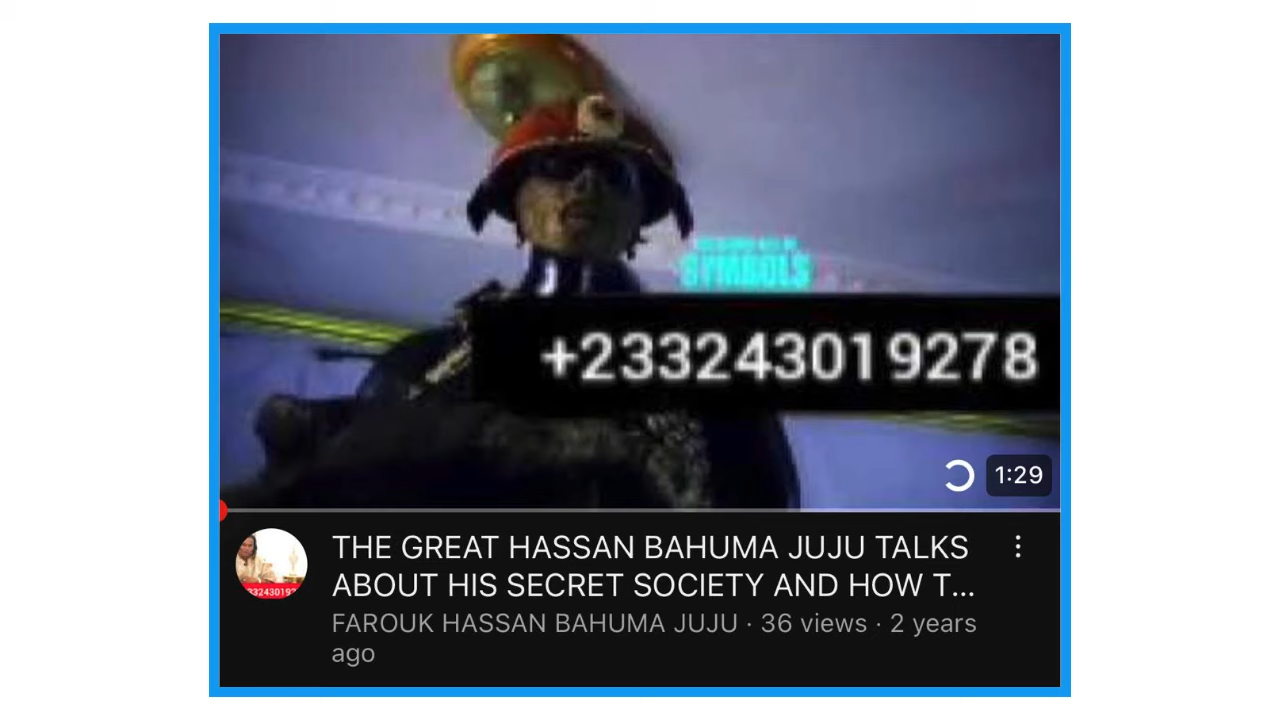 SYMBOLS
+233243019278
1:29
THE GREAT HASSAN BAHUMA JUJU TALKS
ABOUT HIS SECRET SOCIETY AND HOW T...
FAROUK HASSAN BAHUMA JUJU · 36 views · 2 years
ago